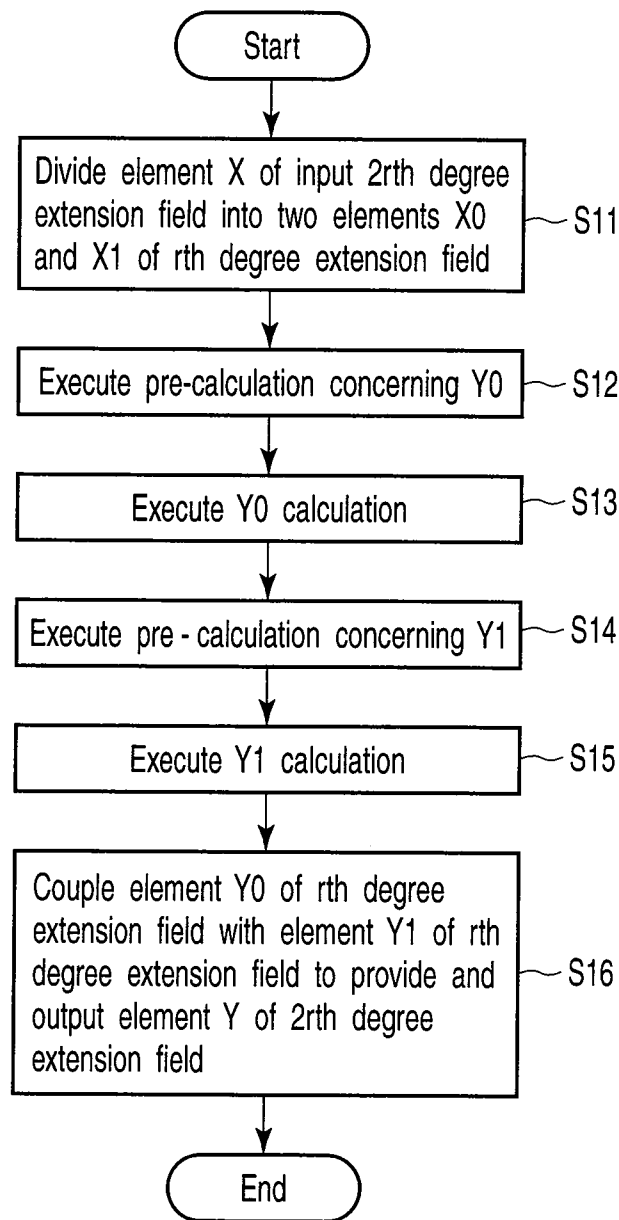 Start
Divide element X of input 2rth degree
extension field into two elements X0
and X1 of rth degree extension field
S11
Execute pre-calculation concerning Y0
S12
Execute Y0 calculation
S13
Execute pre - calculation concerning Y1
S14
Execute Y1 calculation
S15
Couple element Y0 of rth degree
extension field with element Y1 of rth
degree extension field to provide and
output element Y of 2rth degree
extension field
S16
End